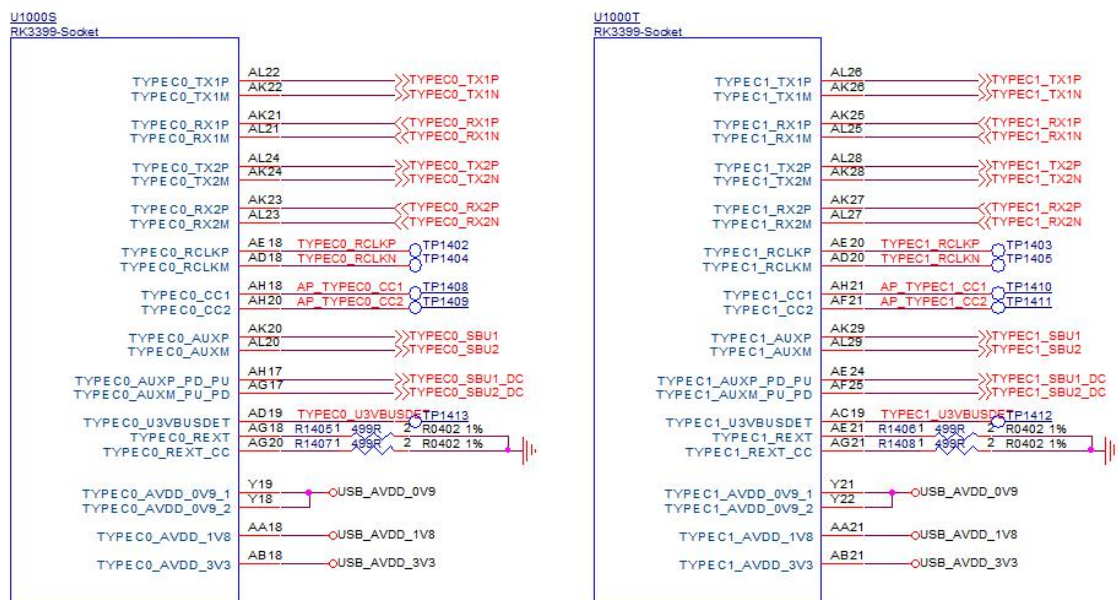 U1000S
RK3399-Socket
TYPEC0_TX1P AL22 TYPEC0_TX1P
TYPEC0_TX1M AK22 TYPEC0_TX1N
TYPEC0_RX1P AK21 TYPEC0_RX1P
TYPEC0_RX1M AL21 TYPEC0_RX1N
TYPEC0_TX2P AL24 TYPEC0_TX2P
TYPEC0_TX2M AK24 TYPEC0_TX2N
TYPEC0_RX2P AK23 TYPEC0_RX2P
TYPEC0_RX2M AL23 TYPEC0_RX2N
TYPEC0_RCLKP AE18 TYPEC0_RCLKP TP1402
TYPEC0_RCLKM AD18 TYPEC0_RCLKN TP1404
TYPEC0_CC1 AH18 AP_TYPEC0_CC1 TP1408
TYPEC0_CC2 AH20 AP_TYPEC0_CC2 TP1409
TYPEC0_AUXP AK20 TYPEC0_SBU1
TYPEC0_AUXM AL20 TYPEC0_SBU2
TYPEC0_AUXP_PD_PU AH17 TYPEC0_SBU1_DC
TYPEC0_AUXM_PU_PD AG17 TYPEC0_SBU2_DC
TYPEC0_U3VBUSDET AD19 TYPEC0_U3VBUSDET TP1413
TYPEC0_REXT AG18 R1405 1 499R 2 R0402 1%
TYPEC0_REXT_CC AG20 R1407 1 499R 2 R0402 1%
TYPEC0_AVDD_0V9_1 Y19 USB_AVDD_0V9
TYPEC0_AVDD_0V9_2 Y18
TYPEC0_AVDD_1V8 AA18 USB_AVDD_1V8
TYPEC0_AVDD_3V3 AB18 USB_AVDD_3V3
U1000T
RK3399-Socket
TYPEC1_TX1P AL26 TYPEC1_TX1P
TYPEC1_TX1M AK26 TYPEC1_TX1N
TYPEC1_RX1P AK25 TYPEC1_RX1P
TYPEC1_RX1M AL25 TYPEC1_RX1N
TYPEC1_TX2P AL28 TYPEC1_TX2P
TYPEC1_TX2M AK28 TYPEC1_TX2N
TYPEC1_RX2P AK27 TYPEC1_RX2P
TYPEC1_RX2M AL27 TYPEC1_RX2N
TYPEC1_RCLKP AE20 TYPEC1_RCLKP TP1403
TYPEC1_RCLKM AD20 TYPEC1_RCLKN TP1405
TYPEC1_CC1 AH21 AP_TYPEC1_CC1 TP1410
TYPEC1_CC2 AF21 AP_TYPEC1_CC2 TP1411
TYPEC1_AUXP AK29 TYPEC1_SBU1
TYPEC1_AUXM AL29 TYPEC1_SBU2
TYPEC1_AUXP_PD_PU AE24 TYPEC1_SBU1_DC
TYPEC1_AUXM_PU_PD AF25 TYPEC1_SBU2_DC
TYPEC1_U3VBUSDET AC19 TYPEC1_U3VBUSDET TP1412
TYPEC1_REXT AE21 R1406 1 499R 2 R0402 1%
TYPEC1_REXT_CC AG21 R1408 1 499R 2 R0402 1%
TYPEC1_AVDD_0V9_1 Y21 USB_AVDD_0V9
TYPEC1_AVDD_0V9_2 Y22
TYPEC1_AVDD_1V8 AA21 USB_AVDD_1V8
TYPEC1_AVDD_3V3 AB21 USB_AVDD_3V3